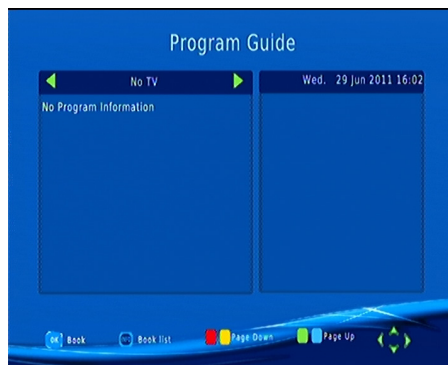 Program Guide
No TV
Wed. 29 Jun 2011 16:02
No Program Information
OK Book
Book list
Page Down
Page Up